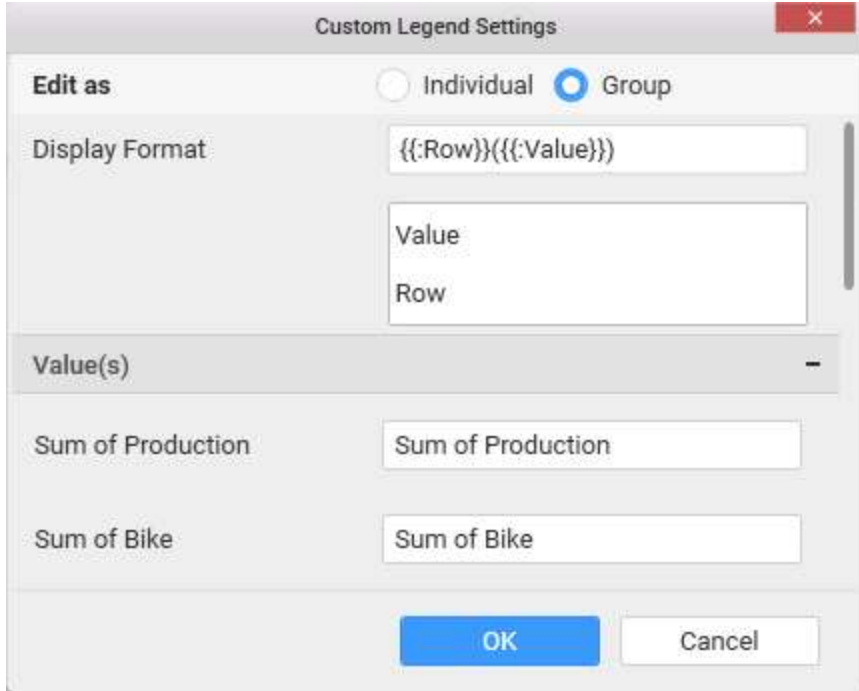 Custom Legend Settings
Edit as Individual Group
Display Format {{:Row}}({{:Value}})
Value
Row
Value(s)
Sum of Production Sum of Production
Sum of Bike Sum of Bike
OK Cancel